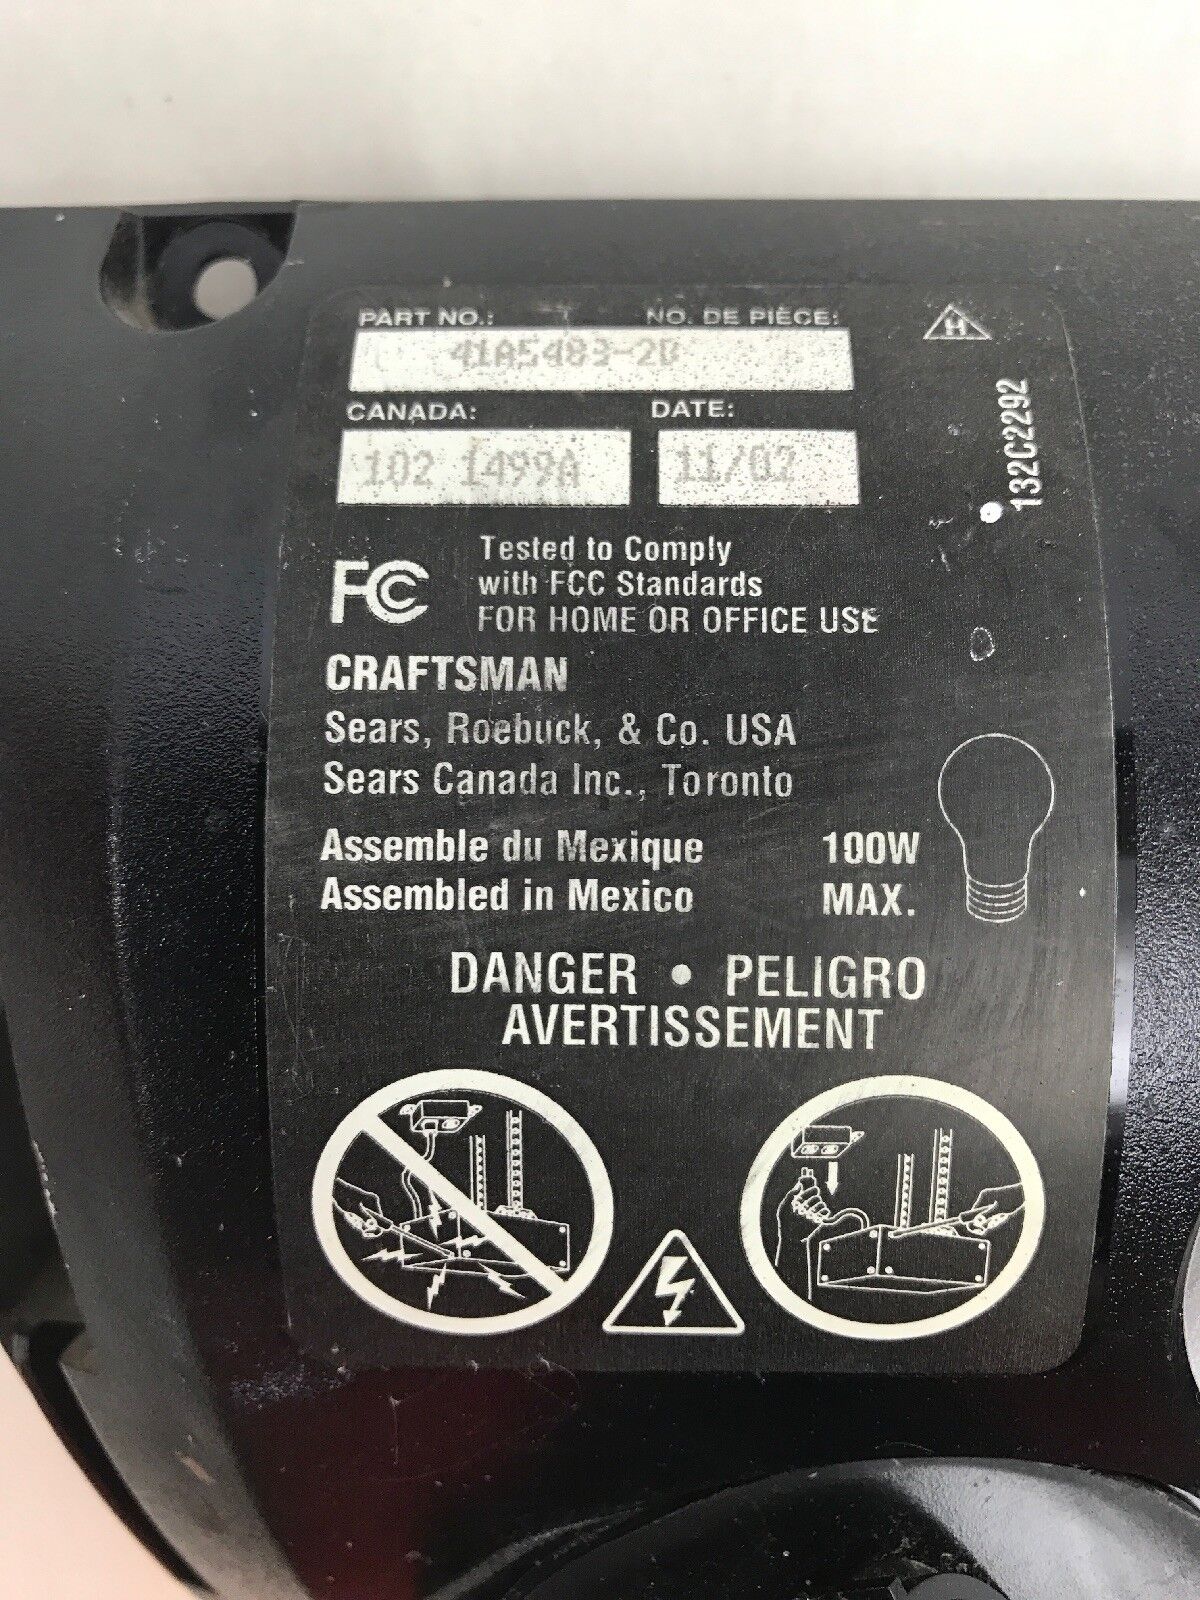 PART NO.: NO. DE PIÈCE:
H
CANADA: DATE:
102 1499A 11/02
132C2292
FC Tested to Comply
with FCC Standards
FOR HOME OR OFFICE USE
CRAFTSMAN
Sears, Roebuck, & Co. USA
Sears Canada Inc., Toronto
Assemble du Mexique 100W
Assembled in Mexico MAX.
DANGER • PELIGRO
AVERTISSEMENT